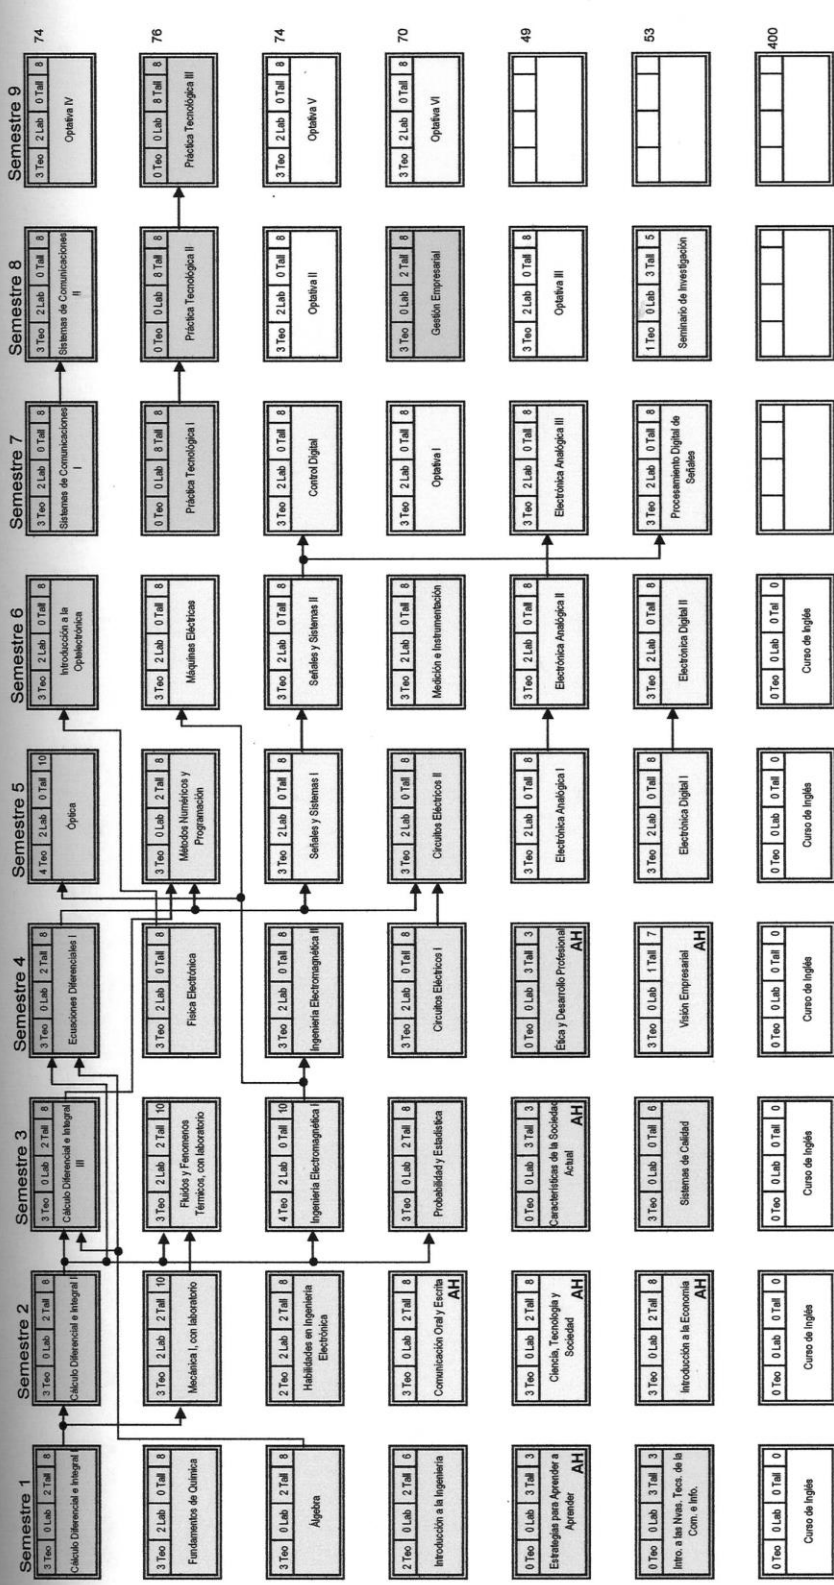 Semestre 1
3 Teo 0 Lab 2 Tall 8
Cálculo Diferencial e Integral I
3 Teo 2 Lab 0 Tall 8
Fundamentos de Química
3 Teo 0 Lab 2 Tall 8
Álgebra
2 Teo 0 Lab 2 Tall 6
Introducción a la Ingeniería
0 Teo 0 Lab 3 Tall 3
Estrategias para Aprender a
Aprender
AH
0 Teo 0 Lab 3 Tall 3
Intro. a las Nvas. Tecs. de la
Com. e Info.
0 Teo 0 Lab 0 Tall 0
Curso de Inglés
Semestre 2
3 Teo 0 Lab 2 Tall 8
Cálculo Diferencial e Integral II
3 Teo 2 Lab 2 Tall 10
Mecánica I, con laboratorio
2 Teo 2 Lab 2 Tall 8
Habilidades en Ingeniería
Electrónica
3 Teo 0 Lab 2 Tall 8
Comunicación Oral y Escrita
AH
3 Teo 0 Lab 2 Tall 8
Ciencia, Tecnología y
Sociedad
AH
3 Teo 0 Lab 2 Tall 8
Introducción a la Economía
AH
0 Teo 0 Lab 0 Tall 0
Curso de Inglés
Semestre 3
3 Teo 0 Lab 2 Tall 8
Cálculo Diferencial e Integral
III
3 Teo 2 Lab 2 Tall 10
Fluidos y Fenomenos
Térmicos, con laboratorio
4 Teo 2 Lab 0 Tall 10
Ingeniería Electromagnética I
3 Teo 0 Lab 2 Tall 8
Probabilidad y Estadística
0 Teo 0 Lab 3 Tall 3
Características de la Sociedad
Actual
AH
3 Teo 0 Lab 0 Tall 6
Sistemas de Calidad
0 Teo 0 Lab 0 Tall 0
Curso de Inglés
Semestre 4
3 Teo 0 Lab 2 Tall 8
Ecuaciones Diferenciales I
3 Teo 2 Lab 0 Tall 8
Física Electrónica
3 Teo 2 Lab 0 Tall 8
Ingeniería Electromagnética II
3 Teo 2 Lab 0 Tall 8
Circuitos Eléctricos I
0 Teo 0 Lab 3 Tall 3
Ética y Desarrollo Profesional
AH
3 Teo 0 Lab 1 Tall 7
Visión Empresarial
AH
0 Teo 0 Lab 0 Tall 0
Curso de Inglés
Semestre 5
4 Teo 2 Lab 0 Tall 10
Óptica
3 Teo 0 Lab 2 Tall 8
Métodos Numéricos y
Programación
3 Teo 2 Lab 0 Tall 8
Señales y Sistemas I
3 Teo 2 Lab 0 Tall 8
Circuitos Eléctricos II
3 Teo 2 Lab 0 Tall 8
Electrónica Analógica I
3 Teo 2 Lab 0 Tall 8
Electrónica Digital I
0 Teo 0 Lab 0 Tall 0
Curso de Inglés
Semestre 6
3 Teo 2 Lab 0 Tall 8
Introducción a la
Optelectrónica
3 Teo 2 Lab 0 Tall 8
Máquinas Eléctricas
3 Teo 2 Lab 0 Tall 8
Señales y Sistemas II
3 Teo 2 Lab 0 Tall 8
Medición e Instrumentación
3 Teo 2 Lab 0 Tall 8
Electrónica Analógica II
3 Teo 2 Lab 0 Tall 8
Electrónica Digital II
0 Teo 0 Lab 0 Tal 0
Curso de Inglés
Semestre 7
3 Teo 2 Lab 0 Tall 8
Sistemas de Comunicaciones
I
0 Teo 0 Lab 8 Tall 8
Práctica Tecnológica I
3 Teo 2 Lab 0 Tall 8
Control Digital
3 Teo 2 Lab 0 Tall 8
Optativa I
3 Teo 2 Lab 0 Tall 8
Electrónica Analógica III
3 Teo 2 Lab 0 Tall 8
Procesamiento Digital de
Señales
Semestre 8
3 Teo 2 Lab 0 Tall 8
Sistemas de Comunicaciones
II
0 Teo 0 Lab 8 Tall 8
Práctica Tecnológica II
3 Teo 2 Lab 0 Tall 8
Optativa II
3 Teo 0 Lab 2 Tall 8
Gestión Empresarial
3 Teo 2 Lab 0 Tall 8
Optativa III
1 Teo 0 Lab 3 Tall 5
Seminario de Investigación
Semestre 9
3 Teo 2 Lab 0 Tall 8
Optativa IV
0 Teo 0 Lab 8 Tall 8
Práctica Tecnológica III
3 Teo 2 Lab 0 Tall 8
Optativa V
3 Teo 2 Lab 0 Tall 8
Optativa VI
74
76
74
70
49
53
400